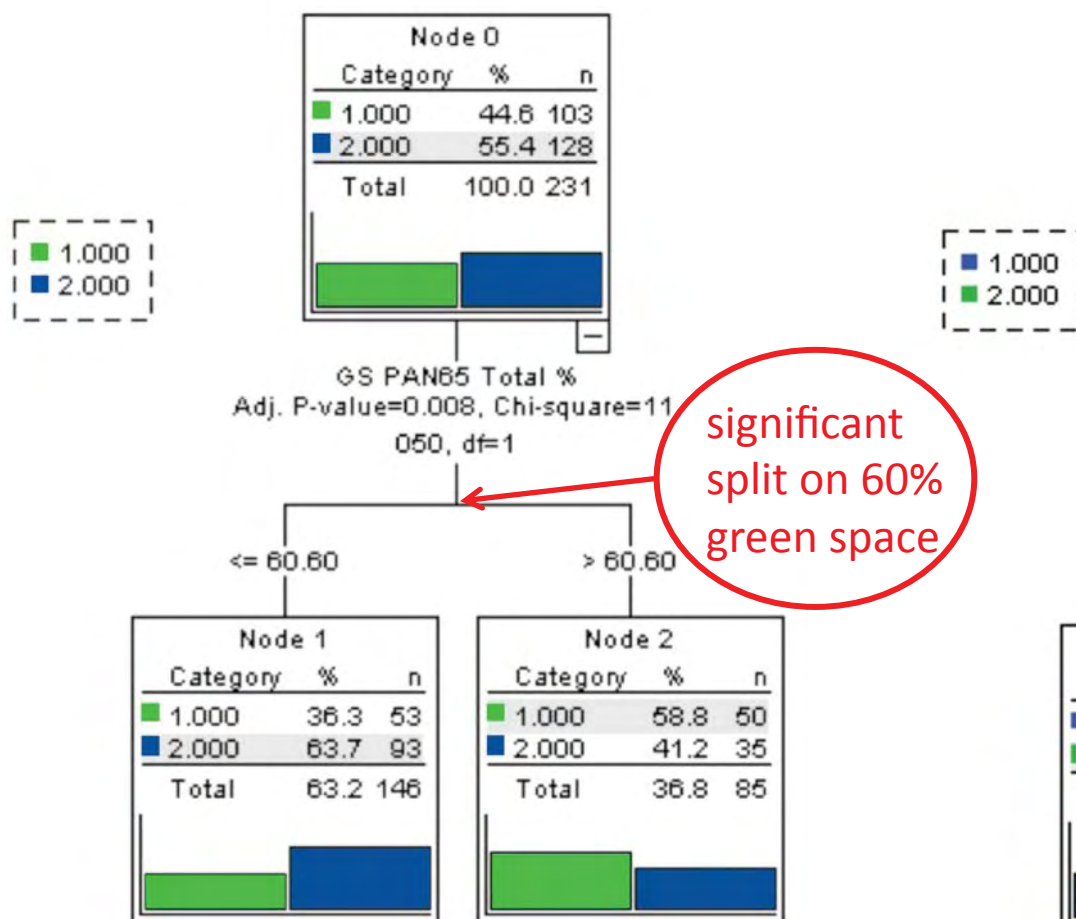 Node 0
Category % n
1.000 44.6 103
2.000 55.4 128
Total 100.0 231
1.000
2.000
1.000
2.000
GS PAN65 Total %
Adj. P-value=0.008, Chi-square=11
050, df=1
significant
split on 60%
green space
<= 60.60
> 60.60
Node 1
Category % n
1.000 36.3 53
2.000 63.7 93
Total 63.2 146
Node 2
Category % n
1.000 58.8 50
2.000 41.2 35
Total 36.8 85